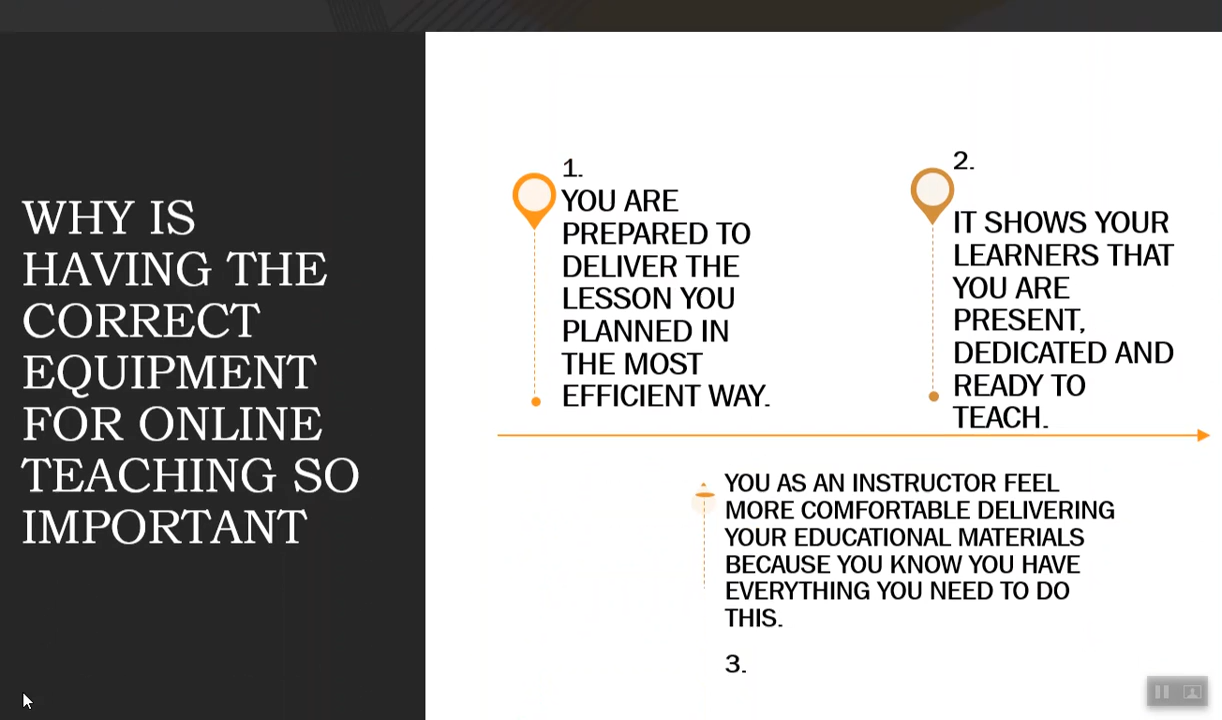 WHY IS
HAVING THE
CORRECT
EQUIPMENT
FOR ONLINE
TEACHING SO
IMPORTANT
1.
YOU ARE
PREPARED TO
DELIVER THE
LESSON YOU
PLANNED IN
THE MOST
EFFICIENT WAY.
2.
IT SHOWS YOUR
LEARNERS THAT
YOU ARE
PRESENT,
DEDICATED AND
READY TO
TEACH.
YOU AS AN INSTRUCTOR FEEL
MORE COMFORTABLE DELIVERING
YOUR EDUCATIONAL MATERIALS
BECAUSE YOU KNOW YOU HAVE
EVERYTHING YOU NEED TO DO
THIS.
3.